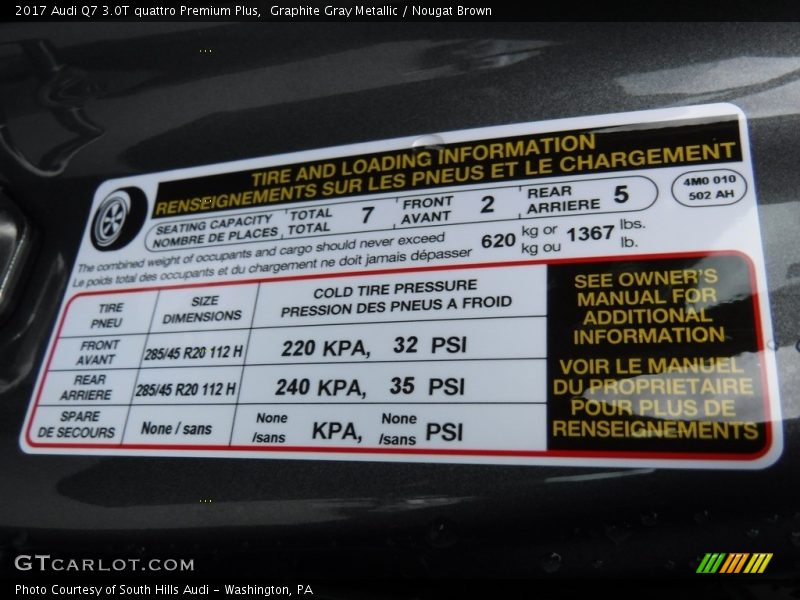 2017 Audi Q7 3.0T quattro Premium Plus,  Graphite Gray Metallic / Nougat Brown
TIRE AND LOADING INFORMATION
RENSEIGNEMENTS SUR LES PNEUS ET LE CHARGEMENT
SEATING CAPACITY TOTAL 7 FRONT 2 REAR 5
NOMBRE DE PLACES TOTAL AVANT ARRIERE
4M0 010
502 AH
The combined weight of occupants and cargo should never exceed 620 kg or 1367 lbs.
Le poids total des occupants et du chargement ne doit jamais dépasser kg ou lb.
TIRE
PNEU
SIZE
DIMENSIONS
COLD TIRE PRESSURE
PRESSION DES PNEUS A FROID
FRONT
AVANT
285/45 R20 112 H
220 KPA, 32 PSI
REAR
ARRIERE
285/45 R20 112 H
240 KPA, 35 PSI
SPARE
DE SECOURS
None / sans
None
/sans KPA,
None
/sans PSI
SEE OWNER'S
MANUAL FOR
ADDITIONAL
INFORMATION
VOIR LE MANUEL
DU PROPRIETAIRE
POUR PLUS DE
RENSEIGNEMENTS
GTCARLOT.COM
Photo Courtesy of South Hills Audi - Washington, PA